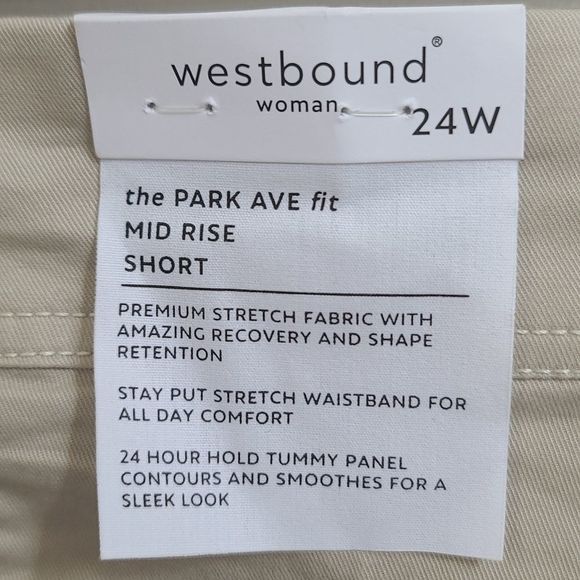 westbound®
woman
24W
the PARK AVE fit
MID RISE
SHORT
PREMIUM STRETCH FABRIC WITH
AMAZING RECOVERY AND SHAPE
RETENTION
STAY PUT STRETCH WAISTBAND FOR
ALL DAY COMFORT
24 HOUR HOLD TUMMY PANEL
CONTOURS AND SMOOTHES FOR A
SLEEK LOOK